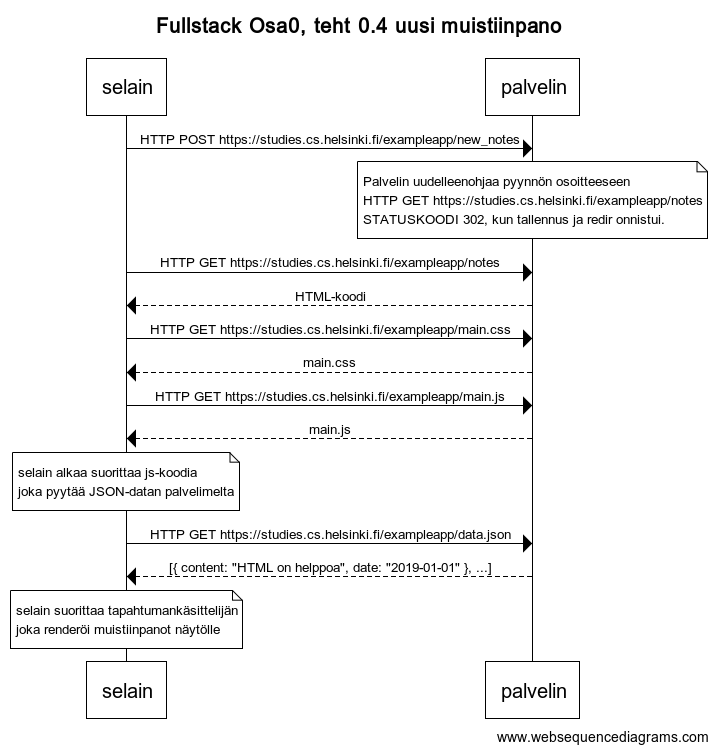 Fullstack Osa0, teht 0.4 uusi muistiinpano
selain
palvelin
HTTP POST https://studies.cs.helsinki.fi/exampleapp/new_notes
Palvelin uudelleenohjaa pyynnön osoitteeseen
HTTP GET https://studies.cs.helsinki.fi/exampleapp/notes
STATUSKOODI 302, kun tallennus ja redir onnistui.
HTTP GET https://studies.cs.helsinki.fi/exampleapp/notes
HTML-koodi
HTTP GET https://studies.cs.helsinki.fi/exampleapp/main.css
main.css
HTTP GET https://studies.cs.helsinki.fi/exampleapp/main.js
main.js
selain alkaa suorittaa js-koodia
joka pyytää JSON-datan palvelimelta
HTTP GET https://studies.cs.helsinki.fi/exampleapp/data.json
[{ content: "HTML on helppoa", date: "2019-01-01" }, ...]
selain suorittaa tapahtumankäsittelijän
joka renderöi muistiinpanot näytölle
selain
palvelin
www.websequencediagrams.com